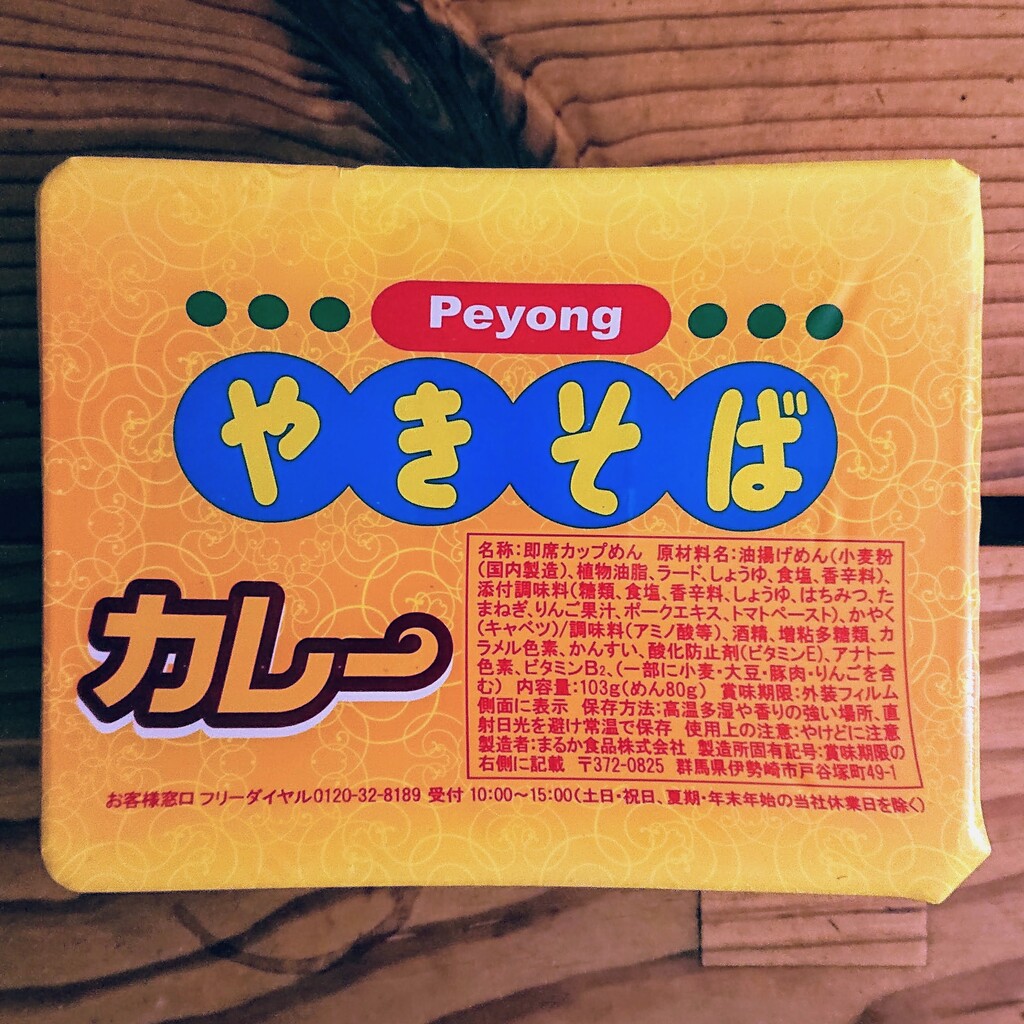 Peyong
やきそば
カレー
名称:即席カップめん 原材料名:油揚げめん(小麦粉
(国内製造)、植物油脂、ラード、しょうゆ、食塩、香辛料)、
添付調味料(糖類、食塩、香辛料、しょうゆ、はちみつ、た
まねぎ、りんご果汁、ポークエキス、トマトペースト)、かやく
(キャベツ)/調味料(アミノ酸等)、酒精、増粘多糖類、カ
ラメル色素、かんすい、酸化防止剤(ビタミンE)、アナトー
色素、ビタミンB₂、(一部に小麦・大豆・豚肉・りんごを含
む) 内容量:103g(めん80g) 賞味期限:外装フィルム
側面に表示 保存方法:高温多湿や香りの強い場所、直
射日光を避け常温で保存 使用上の注意:やけどに注意
製造者:まるか食品株式会社 製造所固有記号:賞味期限の
右側に記載 〒372-0825 群馬県伊勢崎市戸谷塚町49-1
お客様窓口 フリーダイヤル0120-32-8189 受付 10:00～15:00(土日・祝日、夏期・年末年始の当社休業日を除く)